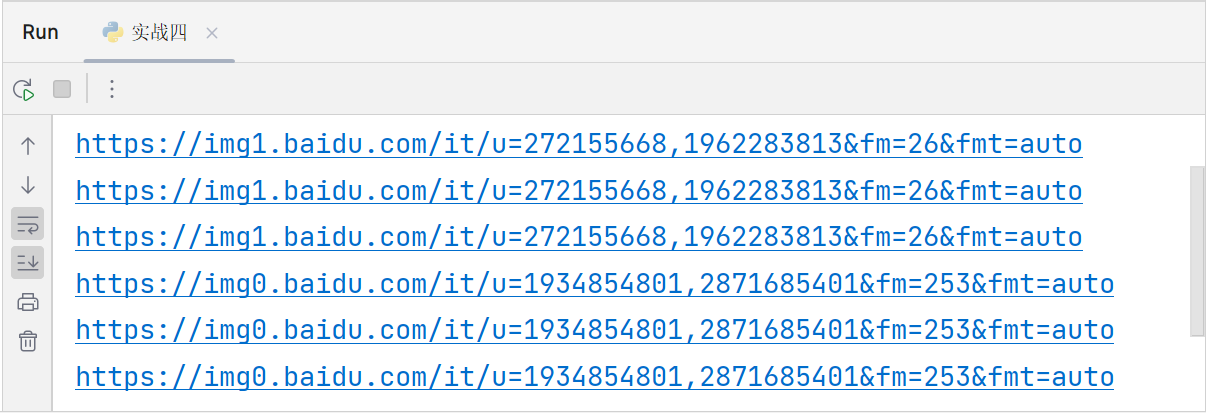 Run 实战四
https://img1.baidu.com/it/u=272155668,1962283813&fm=26&fmt=auto
https://img1.baidu.com/it/u=272155668,1962283813&fm=26&fmt=auto
https://img1.baidu.com/it/u=272155668,1962283813&fm=26&fmt=auto
https://img0.baidu.com/it/u=1934854801,2871685401&fm=253&fmt=auto
https://img0.baidu.com/it/u=1934854801,2871685401&fm=253&fmt=auto
https://img0.baidu.com/it/u=1934854801,2871685401&fm=253&fmt=auto